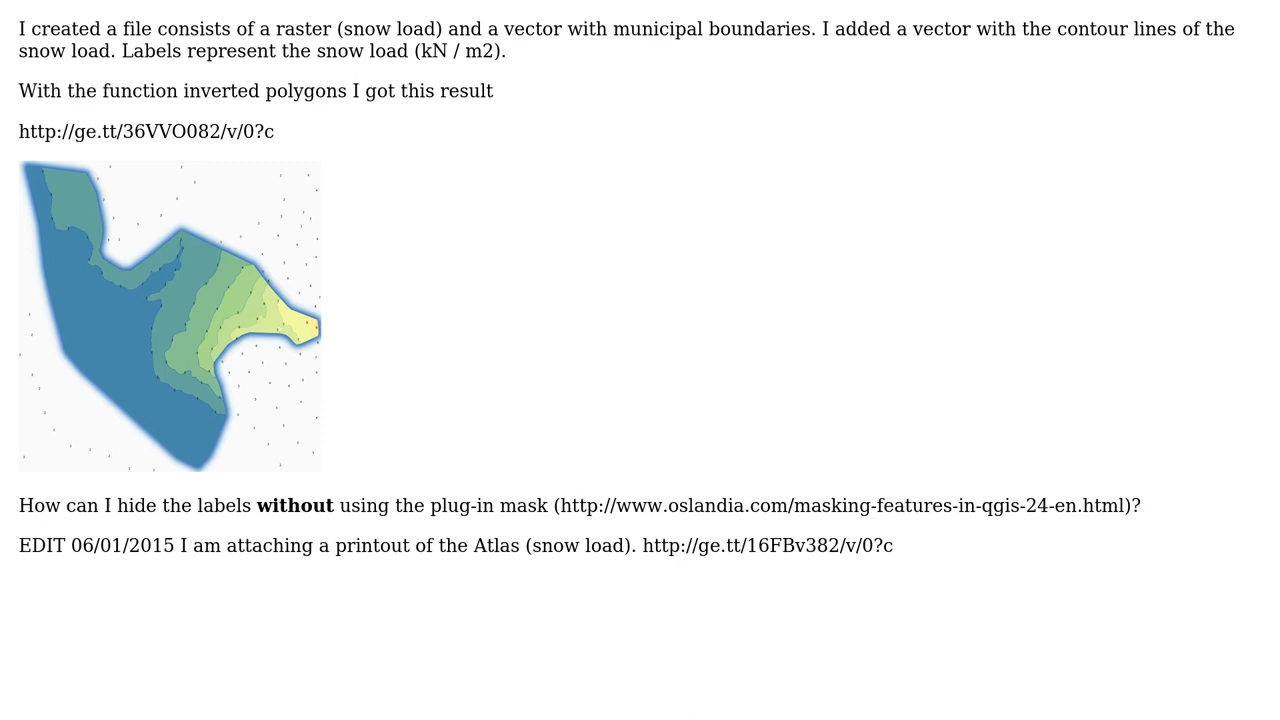 I created a file consists of a raster (snow load) and a vector with municipal boundaries. I added a vector with the contour lines of the
snow load. Labels represent the snow load (kN / m2).
With the function inverted polygons I got this result
http://ge.tt/36VVO082/v/0?c
How can I hide the labels without using the plug-in mask (http://www.oslandia.com/masking-features-in-qgis-24-en.html)?
EDIT 06/01/2015 I am attaching a printout of the Atlas (snow load). http://ge.tt/16FBv382/v/0?c